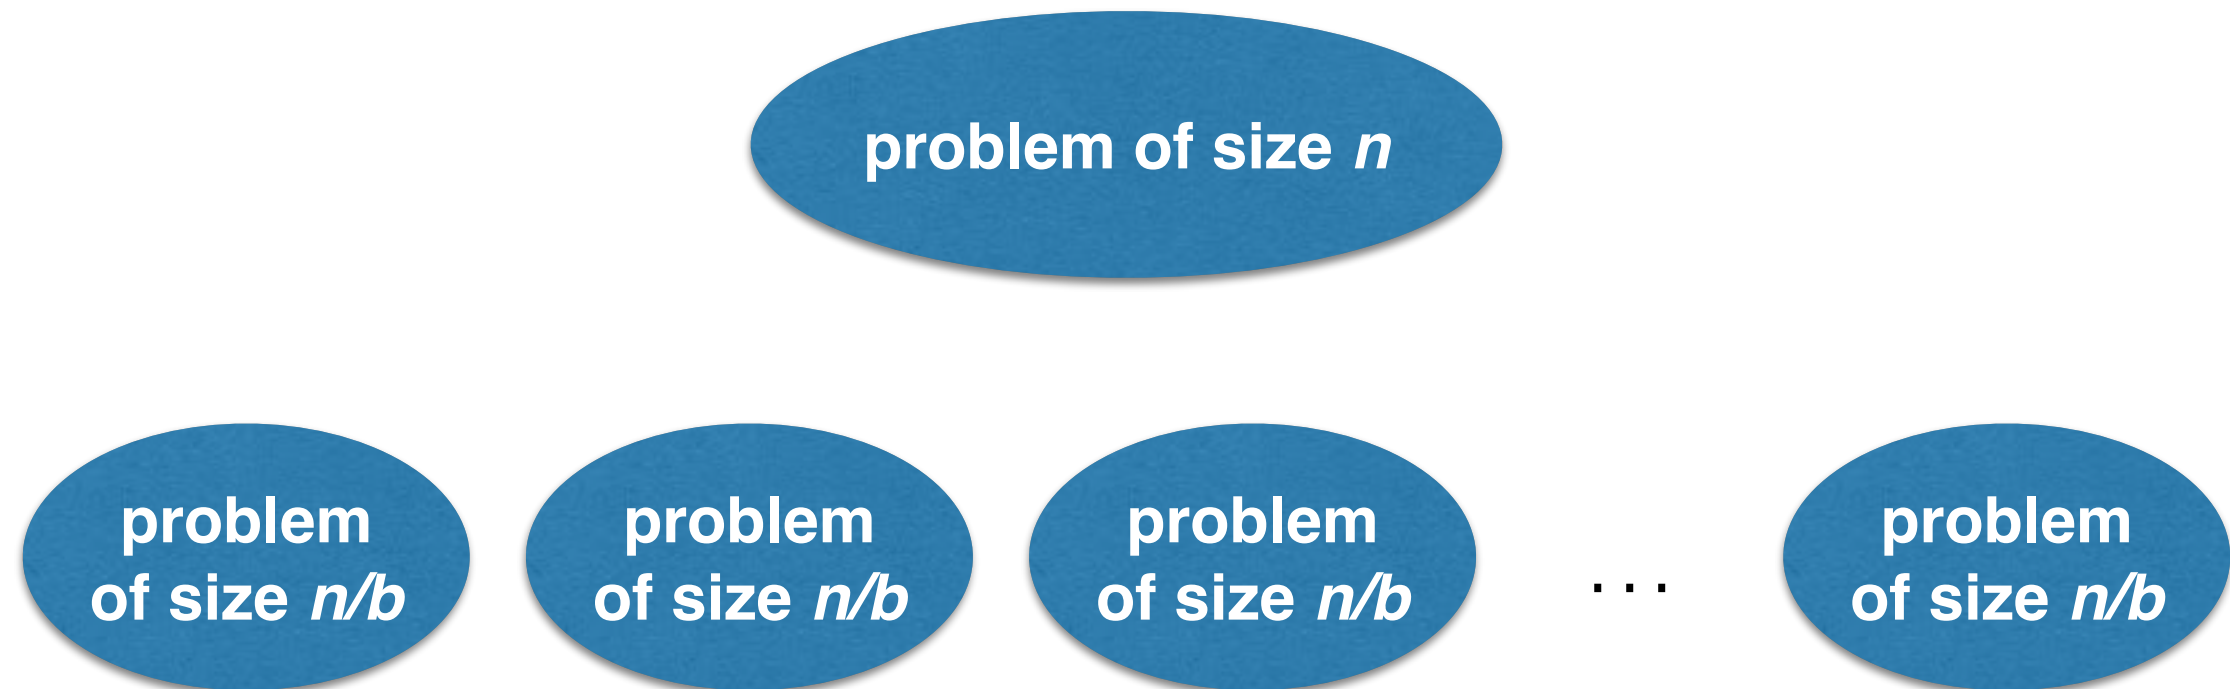 problem of size n
problem
of size n/b
problem
of size n/b
problem
of size n/b
. . .
problem
of size n/b